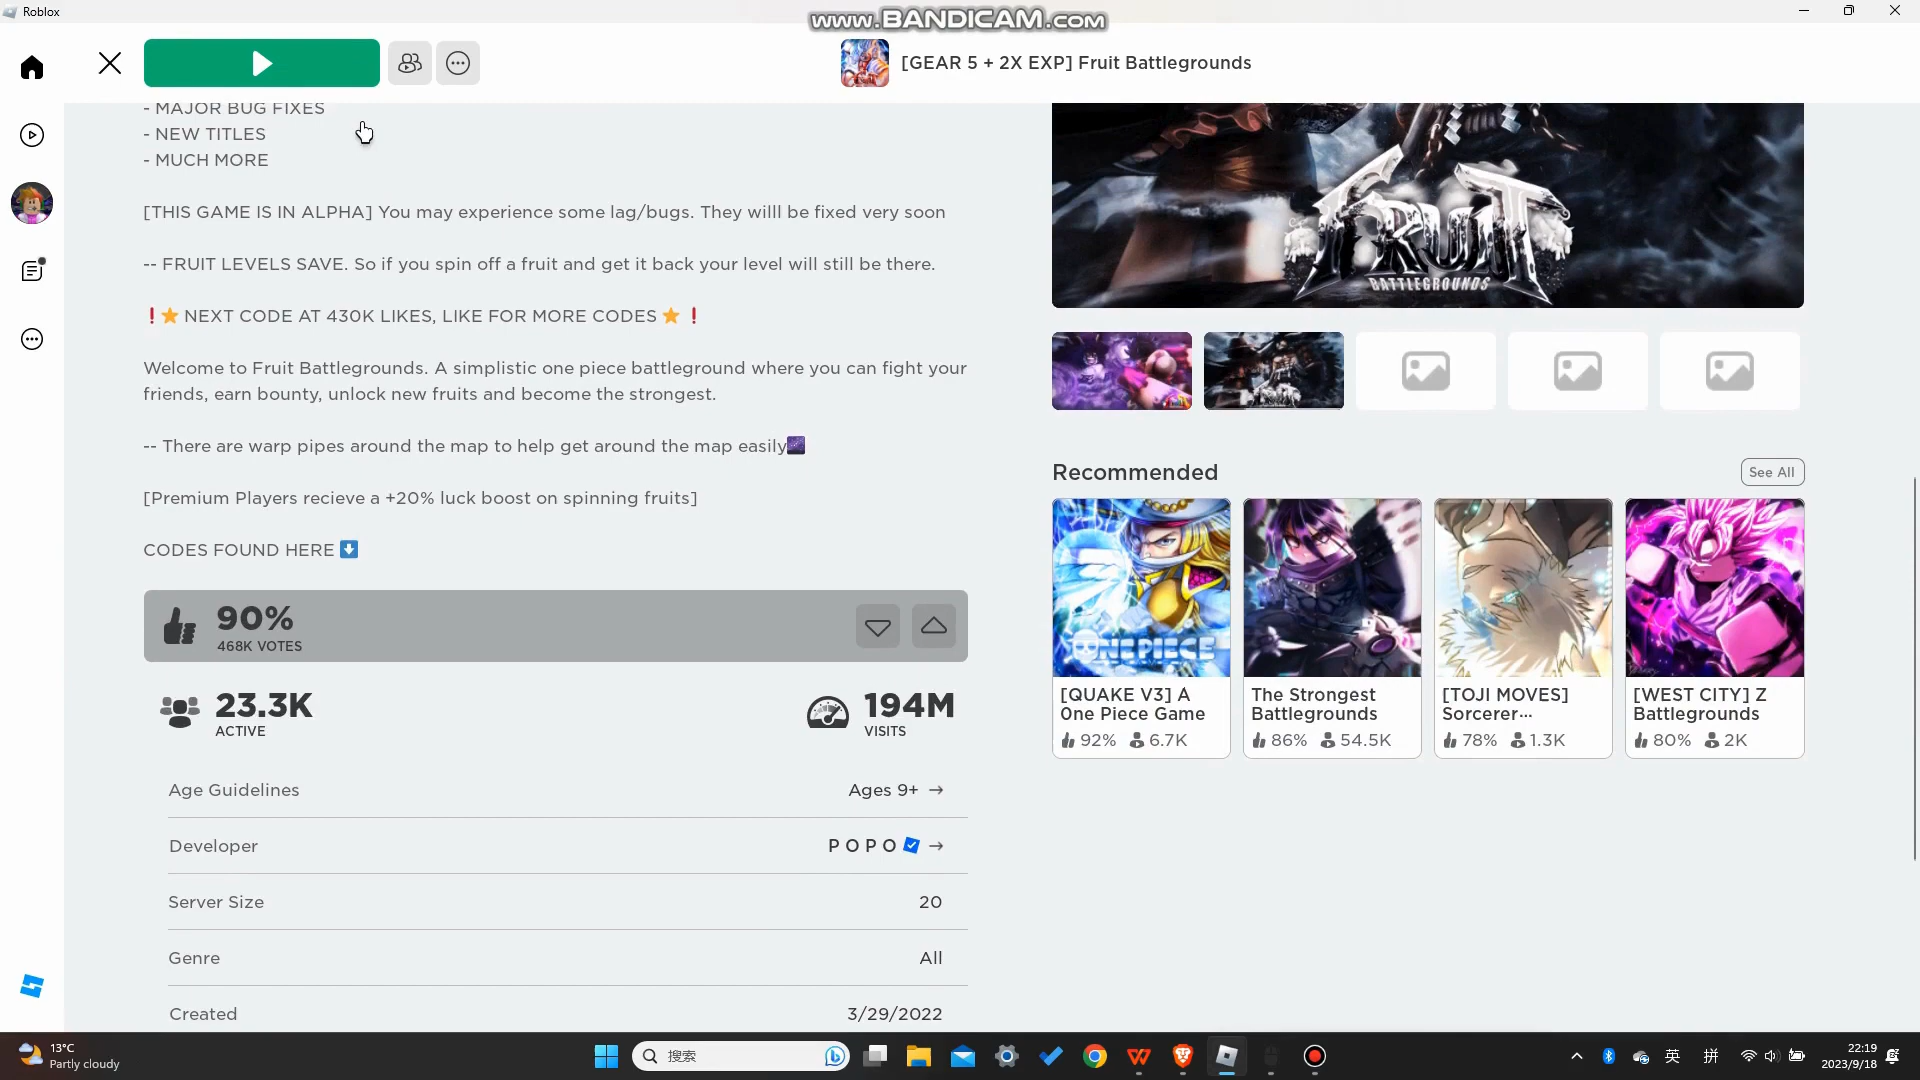 Roblox
www.BANDICAM.com
[GEAR 5 + 2X EXP] Fruit Battlegrounds
- MAJOR BUG FIXES
- NEW TITLES
- MUCH MORE
[THIS GAME IS IN ALPHA] You may experience some lag/bugs. They willl be fixed very soon
-- FRUIT LEVELS SAVE. So if you spin off a fruit and get it back your level will still be there.
❗⭐ NEXT CODE AT 430K LIKES, LIKE FOR MORE CODES ⭐❗
Welcome to Fruit Battlegrounds. A simplistic one piece battleground where you can fight your
friends, earn bounty, unlock new fruits and become the strongest.
-- There are warp pipes around the map to help get around the map easily🌌
[Premium Players recieve a +20% luck boost on spinning fruits]
CODES FOUND HERE ⬇️
90%
468K VOTES
23.3K
ACTIVE
194M
VISITS
Age Guidelines
Ages 9+ →
Developer
P O P O →
Server Size
20
Genre
All
Created
3/29/2022
FRUIT
BATTLEGROUNDS
Recommended
See All
ONE PIECE
[QUAKE V3] A
0ne Piece Game
92% 6.7K
The Strongest
Battlegrounds
86% 54.5K
[TOJI MOVES]
Sorcerer...
78% 1.3K
[WEST CITY] Z
Battlegrounds
80% 2K
13°C
Partly cloudy
搜索
英
拼
22:19
2023/9/18